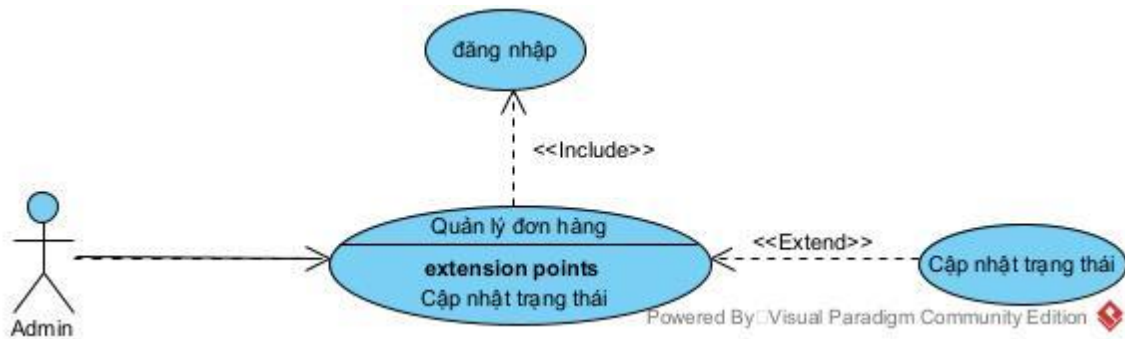 đăng nhập
<<Include>>
Quản lý đơn hàng
<<Extend>>
extension points
Cập nhật trạng thái
Cập nhật trạng thái
Admin
Powered By Visual Paradigm Community Edition